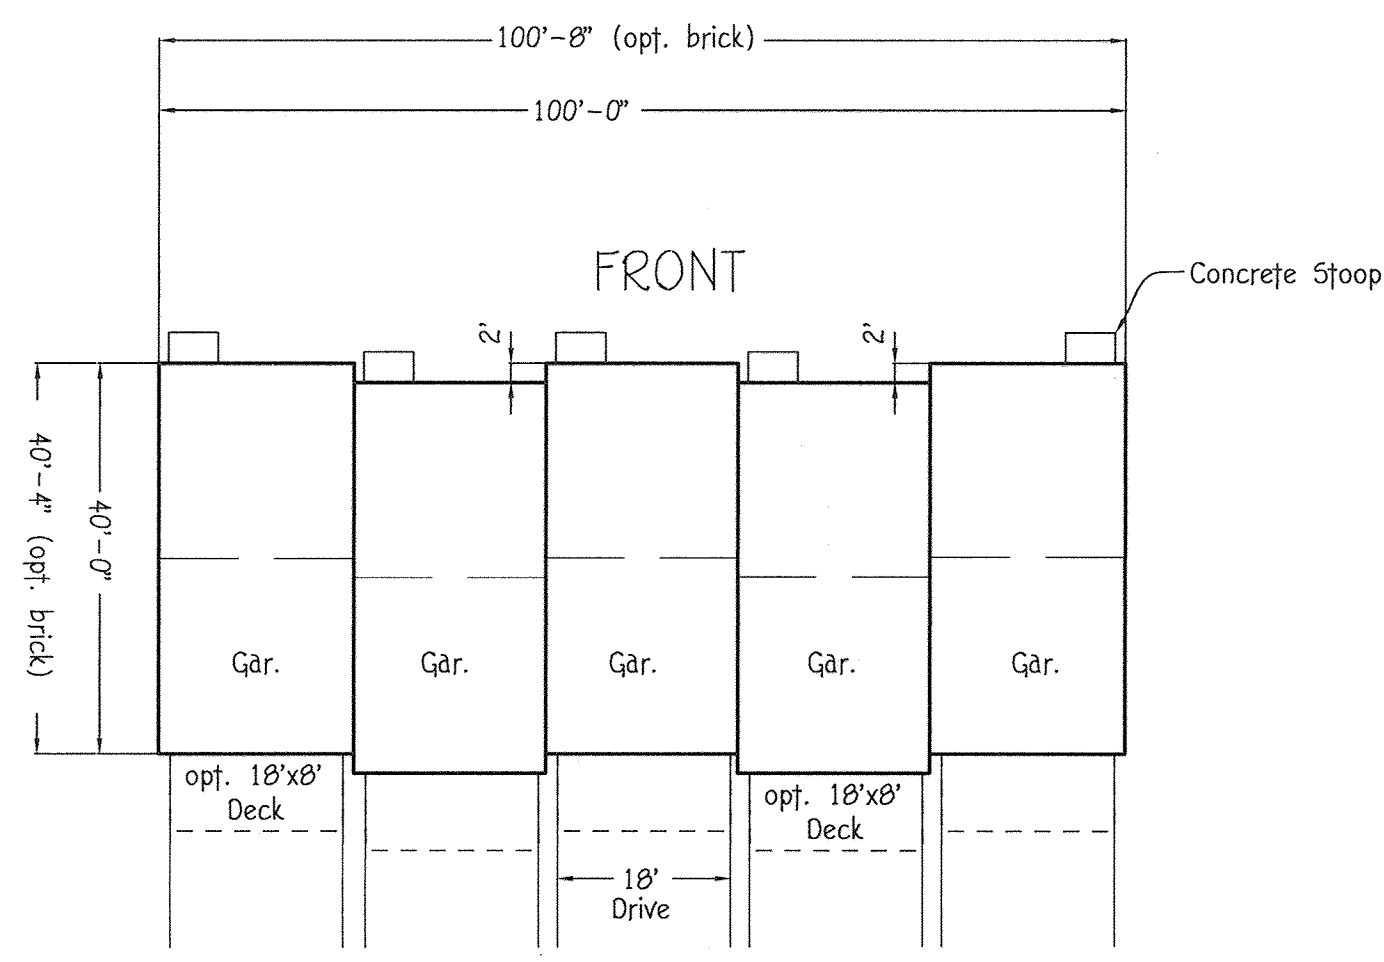 100'-8" (opt. brick)
100'-0"
FRONT
Concrete Stoop
2'
2'
40'-4" (opt. brick)
40'-0"
Gar.
Gar.
Gar.
Gar.
Gar.
opt. 18'x8'
Deck
opt. 18'x8'
Deck
18'
Drive